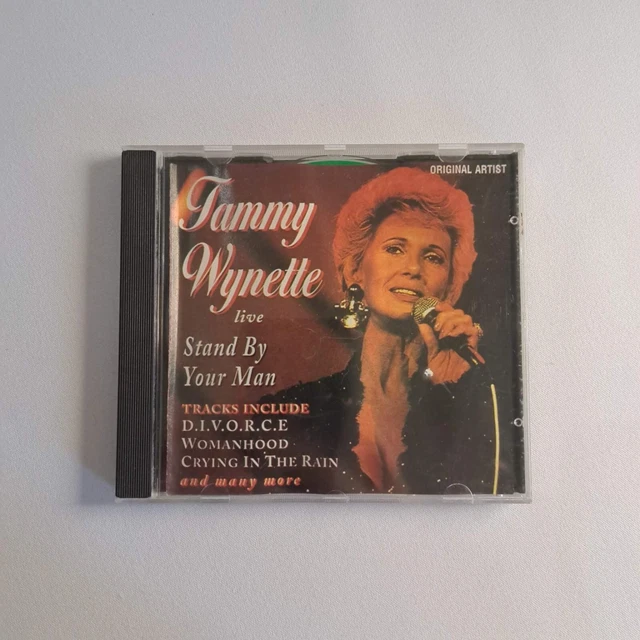 ORIGINAL ARTIST
Tammy
Wynette
live
Stand By
Your Man
TRACKS INCLUDE
D.I.V.O.R.C.E
WOMANHOOD
CRYING IN THE RAIN
and many more